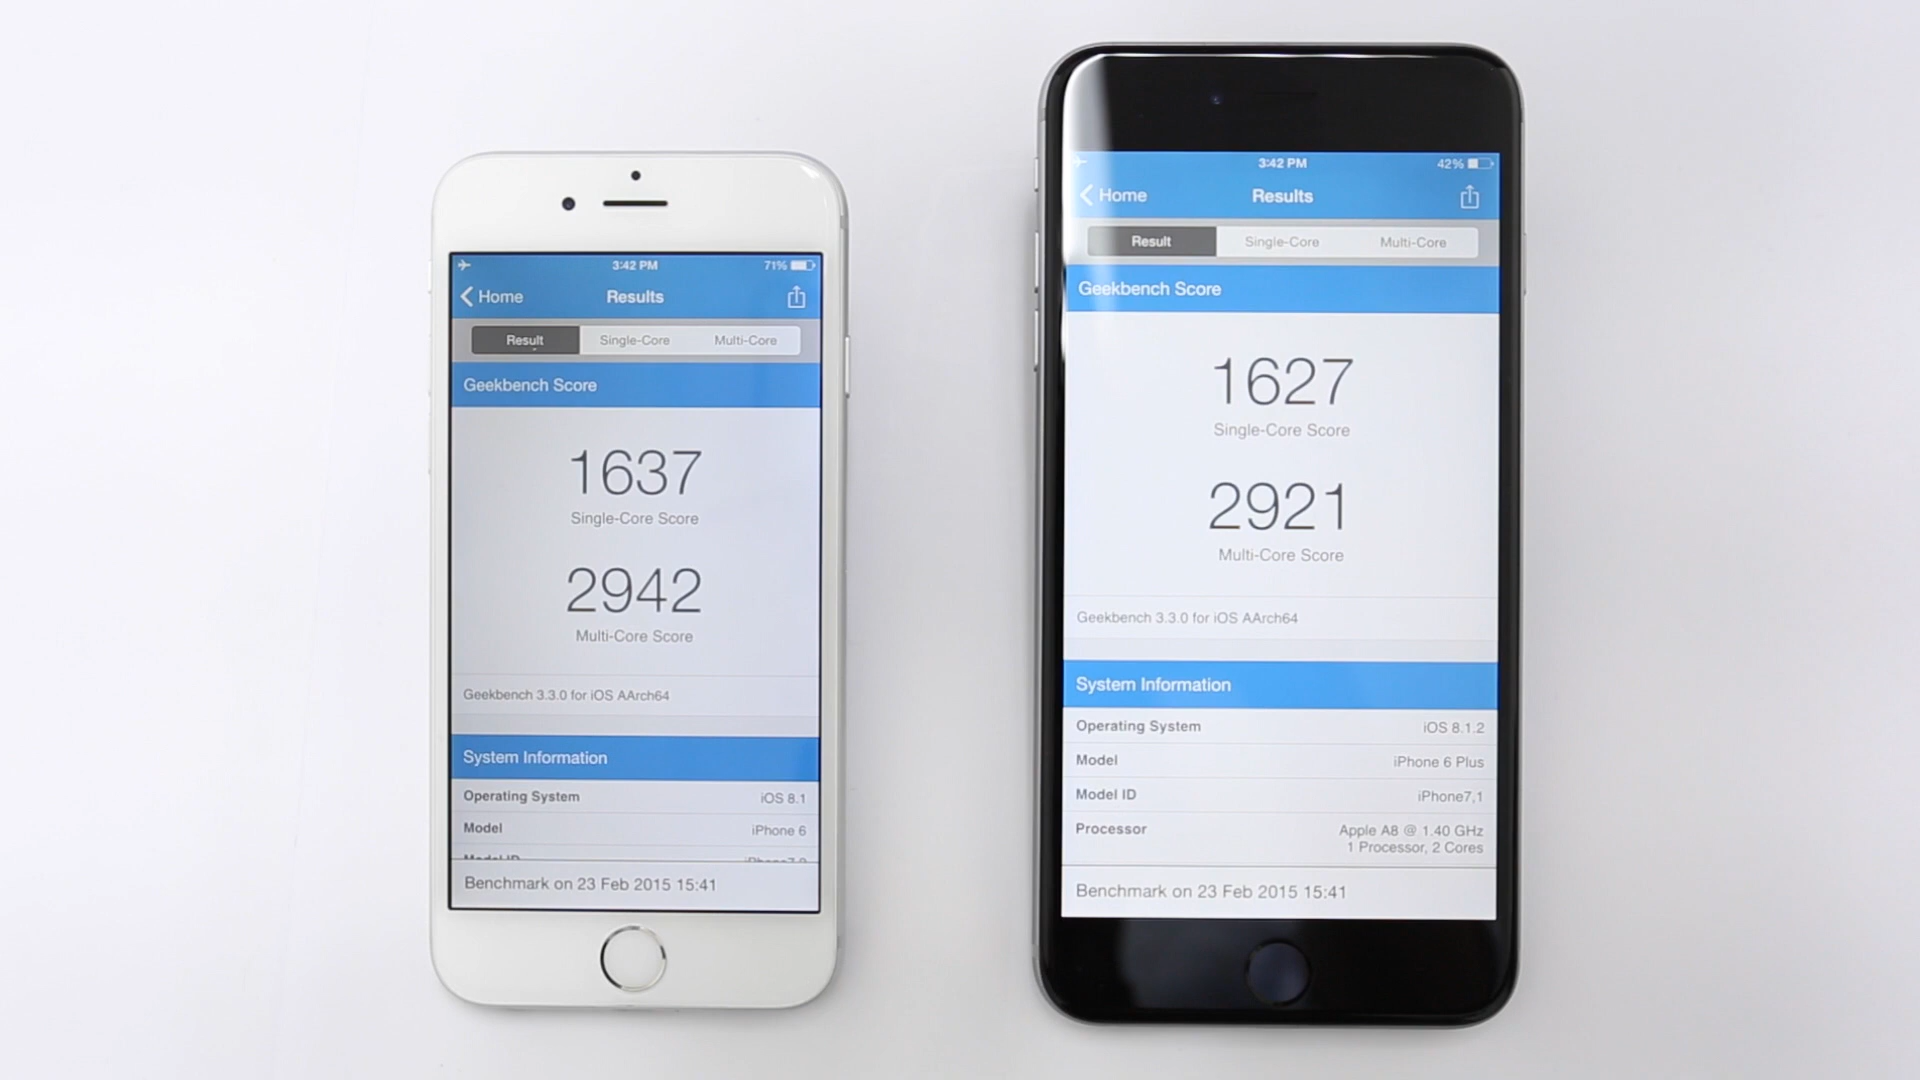 3:42 PM 71%
Home Results
Result Single-Core Multi-Core
Geekbench Score
1637
Single-Core Score
2942
Multi-Core Score
Geekbench 3.3.0 for iOS AArch64
System Information
Operating System iOS 8.1
Model iPhone 6
Benchmark on 23 Feb 2015 15:41
3:42 PM 42%
Home Results
Result Single-Core Multi-Core
Geekbench Score
1627
Single-Core Score
2921
Multi-Core Score
Geekbench 3.3.0 for iOS AArch64
System Information
Operating System iOS 8.1.2
Model iPhone 6 Plus
Model ID iPhone7,1
Processor Apple A8 @ 1.40 GHz
1 Processor, 2 Cores
Benchmark on 23 Feb 2015 15:41